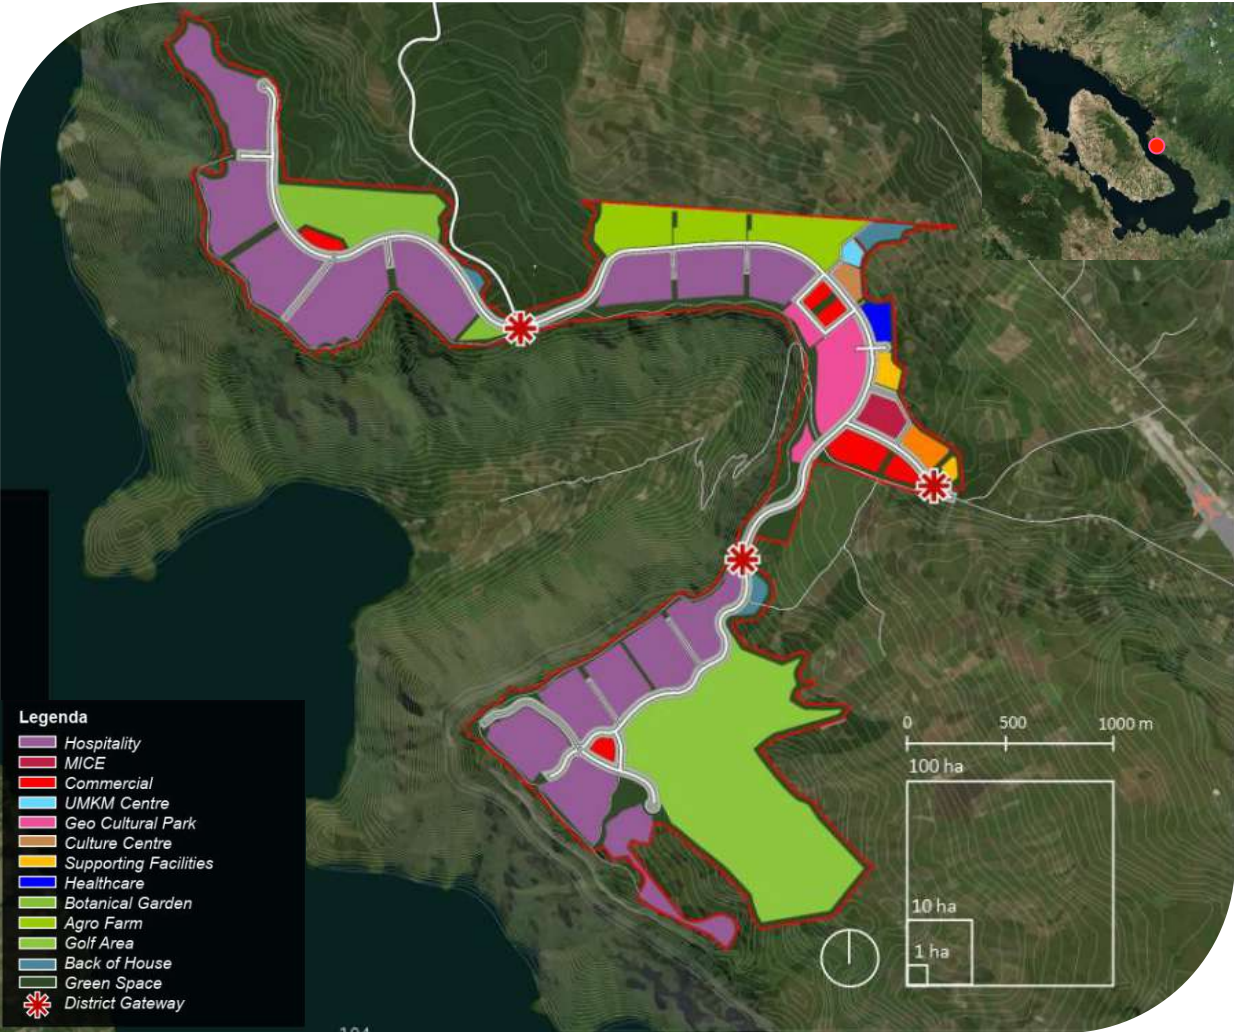 Legenda
Hospitality
MICE
Commercial
UMKM Centre
Geo Cultural Park
Culture Centre
Supporting Facilities
Healthcare
Botanical Garden
Agro Farm
Golf Area
Back of House
Green Space
District Gateway
0 500 1000 m
100 ha
10 ha
1 ha